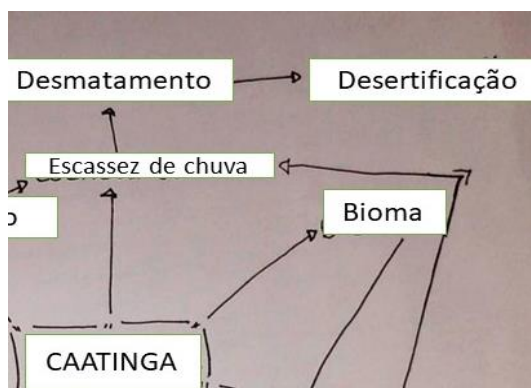 Desmatamento
Desertificação
Escassez de chuva
o
Bioma
CAATINGA